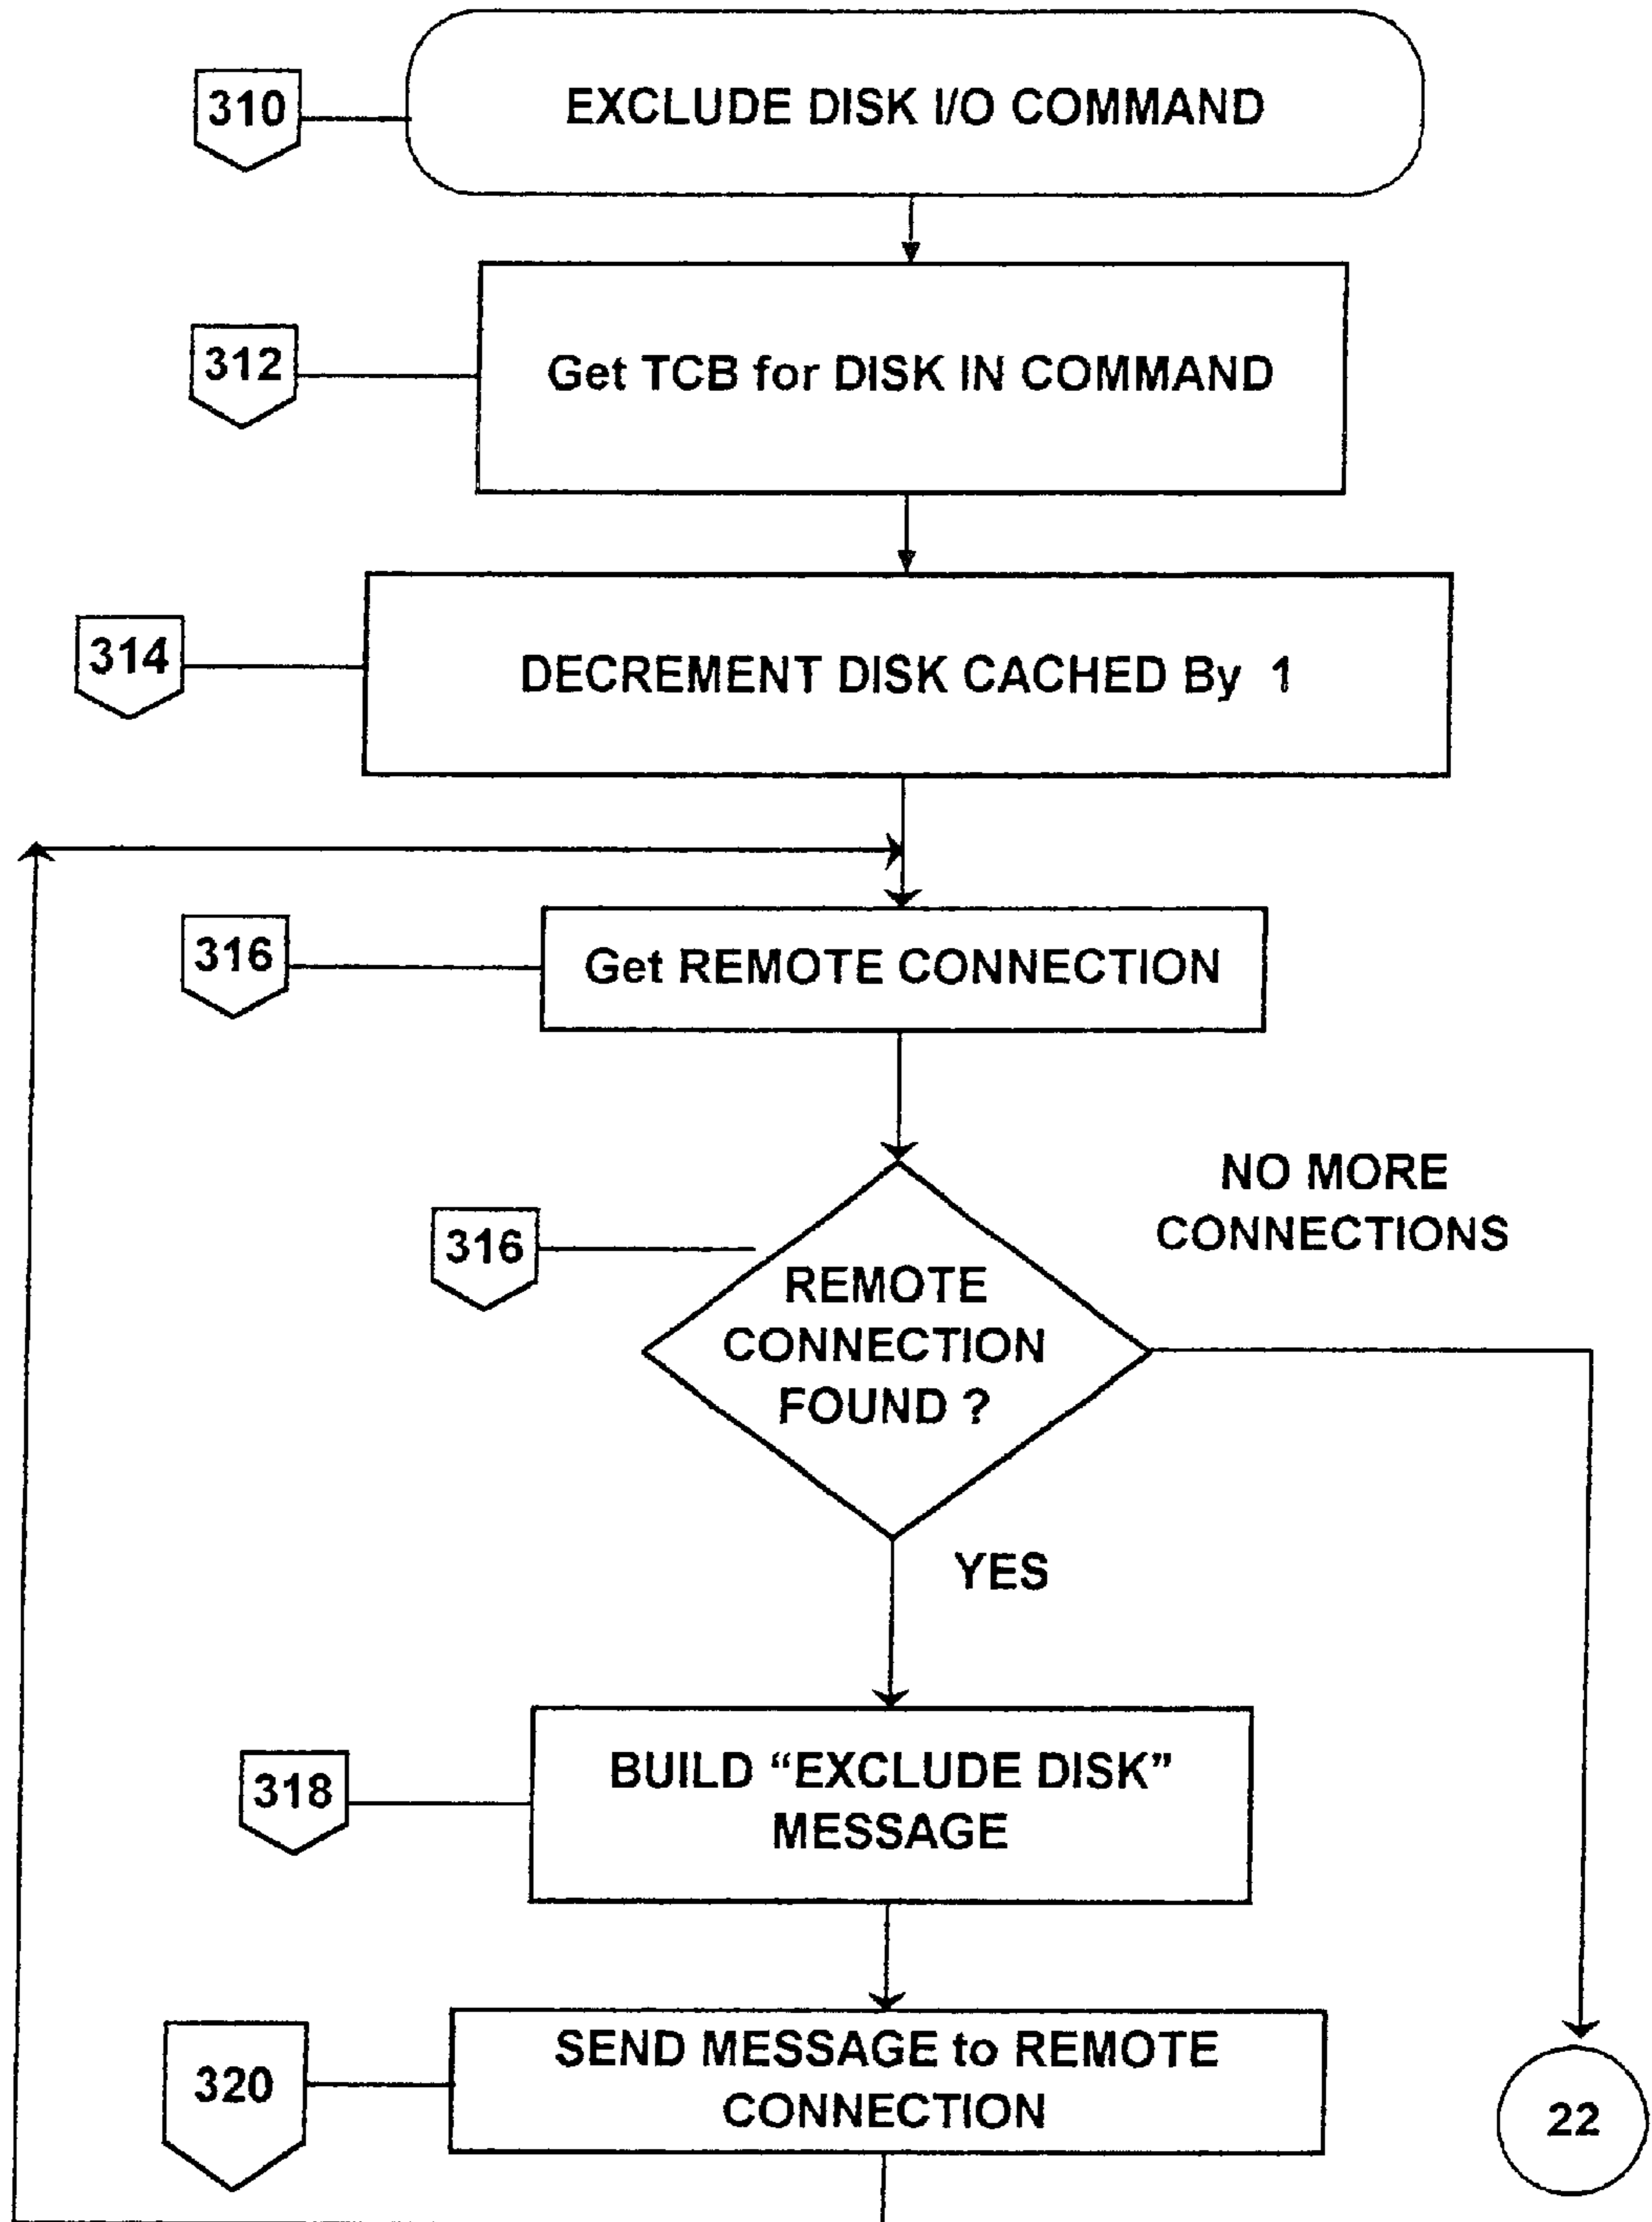 310
EXCLUDE DISK I/O COMMAND
312
Get TCB for DISK IN COMMAND
314
DECREMENT DISK CACHED By 1
316
Get REMOTE CONNECTION
NO MORE
CONNECTIONS
316
REMOTE
CONNECTION
FOUND ?
YES
318
BUILD “EXCLUDE DISK”
MESSAGE
320
SEND MESSAGE to REMOTE
CONNECTION
22